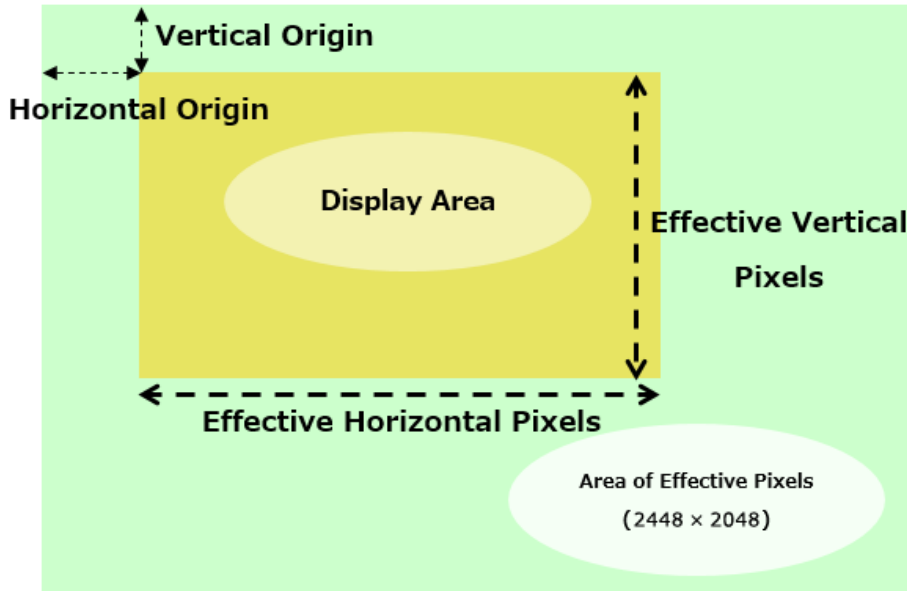 Vertical Origin
Horizontal Origin
Display Area
Effective Vertical
Pixels
Effective Horizontal Pixels
Area of Effective Pixels
(2448 × 2048)